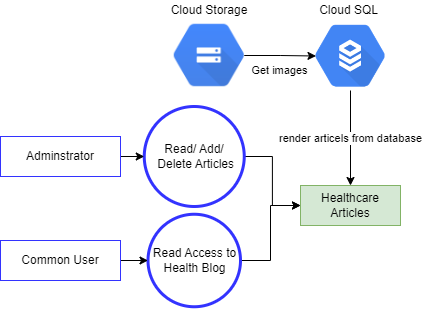 Cloud Storage
Cloud SQL
Get images
render articels from database
Adminstrator
Read/ Add/
Delete Articles
Healthcare
Articles
Common User
Read Access to
Health Blog